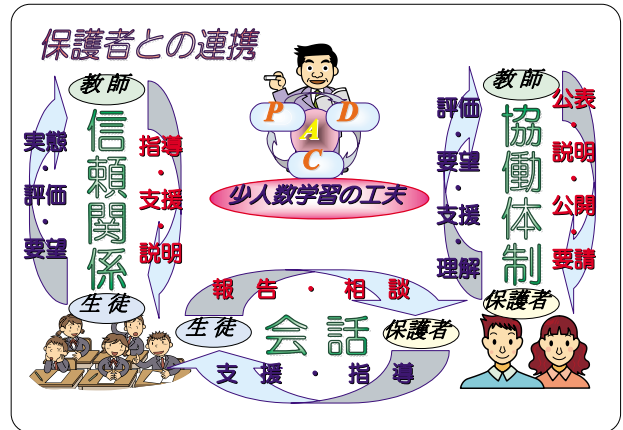 保護者との連携
教師
信頼関係
実態・評価・要望
指導・支援・説明
生徒
P
D
A
C
少人数学習の工夫
教師
協働体制
評価・要望・支援・理解
公表・説明・公開・要請
保護者
報告・相談
生徒
会話
保護者
支援・指導